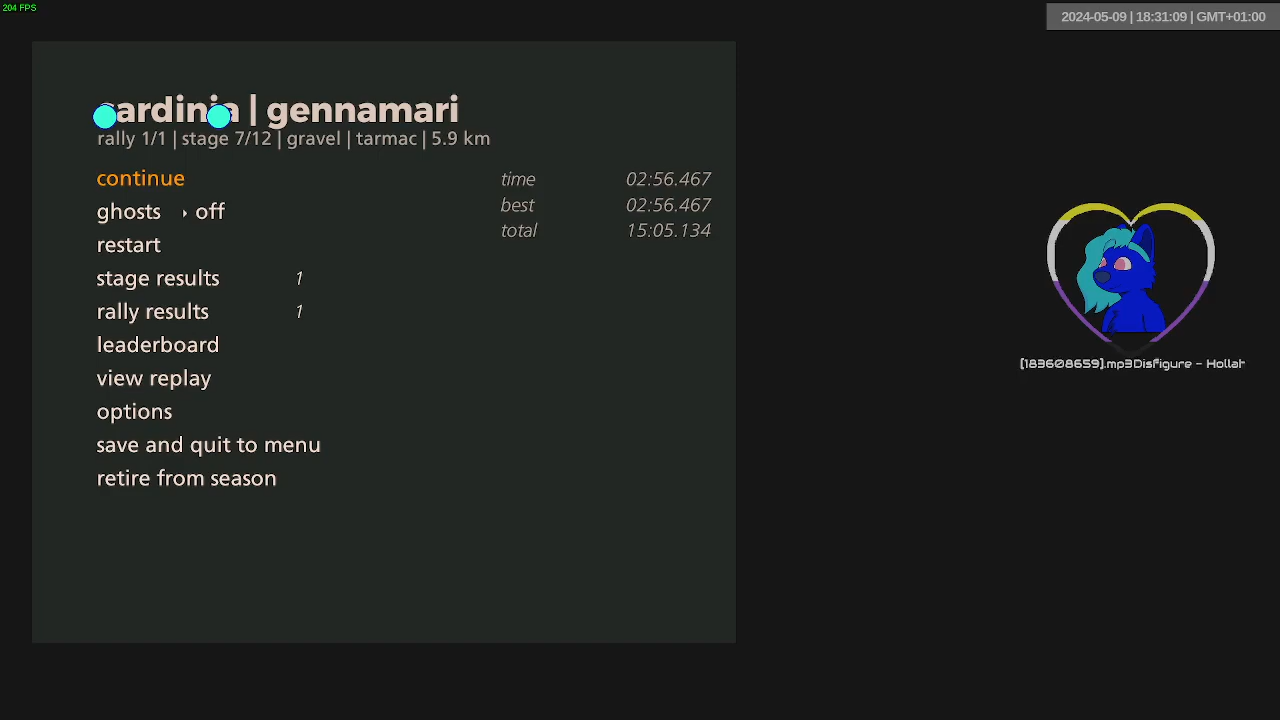 204 FPS
2024-05-09 | 18:31:09 | GMT+01:00
sardinia | gennamari
rally 1/1 | stage 7/12 | gravel | tarmac | 5.9 km
continue
ghosts ‣ off
restart
stage results 1
rally results 1
leaderboard
view replay
options
save and quit to menu
retire from season
time 02:56.467
best 02:56.467
total 15:05.134
[183608659].mp3Disfigure - Hollah